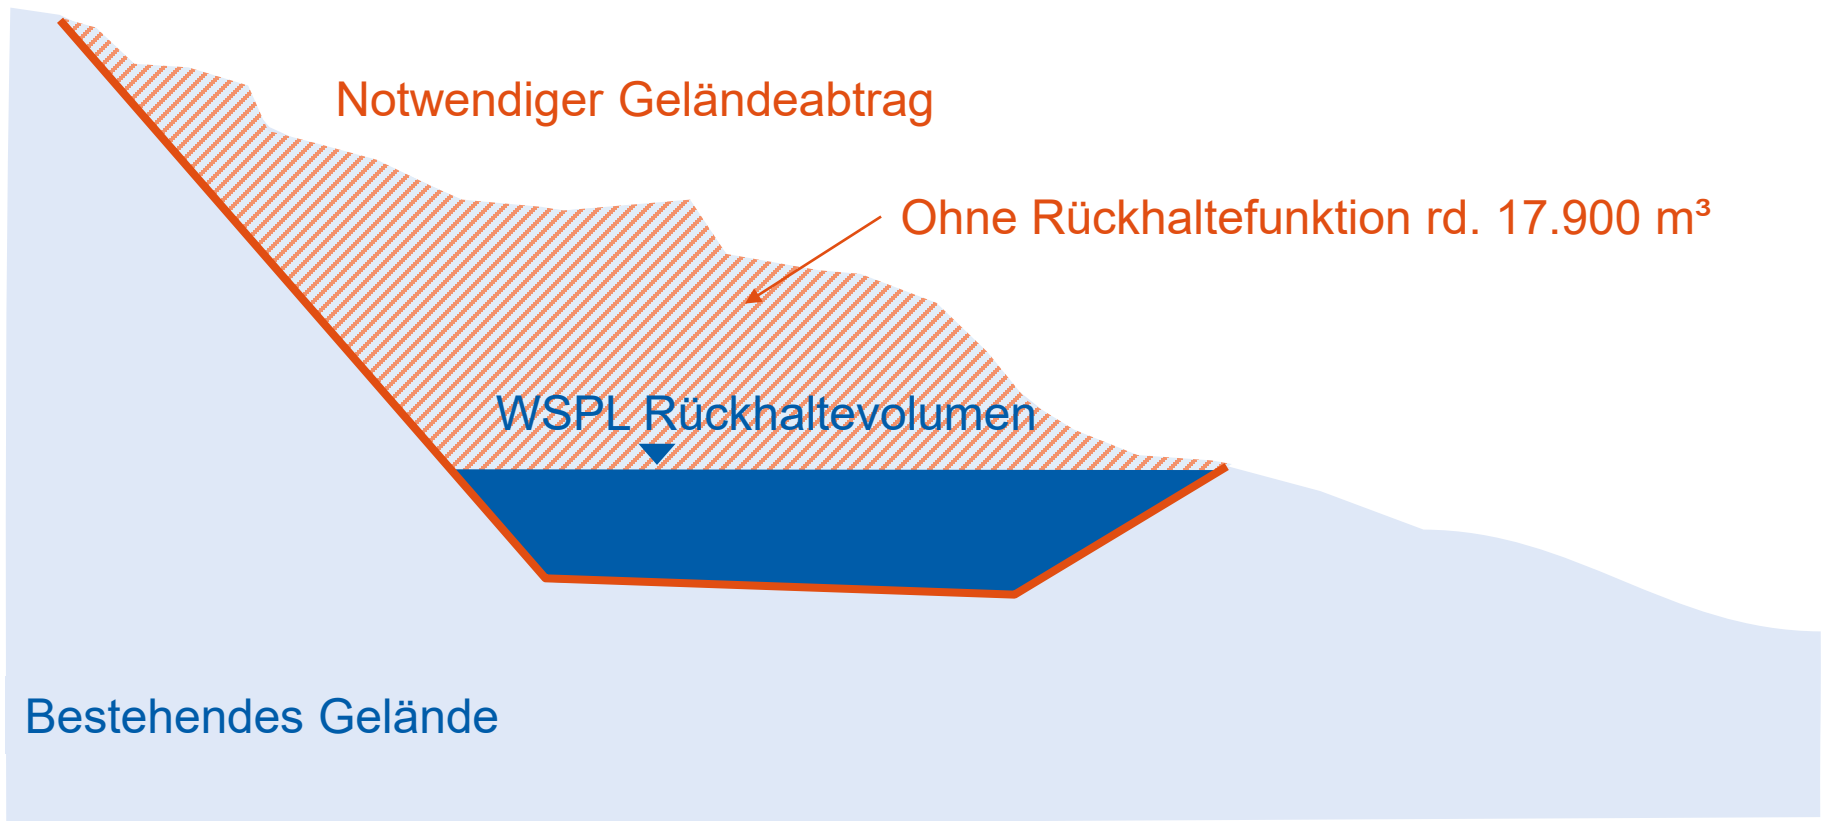 Notwendiger Geländeabtrag
Ohne Rückhaltefunktion rd. 17.900 m³
WSPL Rückhaltevolumen
Bestehendes Gelände